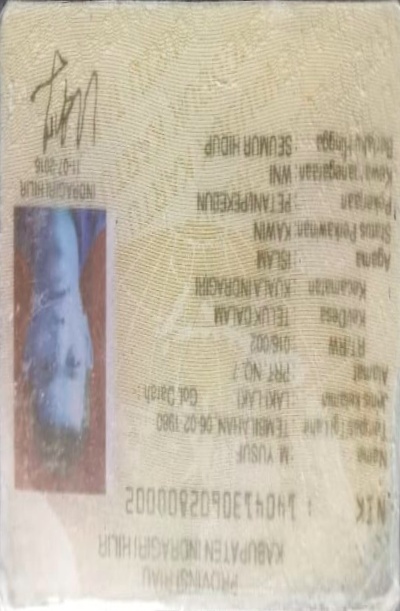 PROVINSI RIAU
KABUPATEN INDRAGIRI HILIR
NIK : 1404130602800002
Nama : M YUSUF
Tempat/Tgl Lahir : TEMBILAHAN, 06-02-1980
Jenis kelamin : LAKI-LAKI Gol. Darah :
Alamat : PRT NO. 7
RT/RW : 016/002
Kel/Desa : TELUK DALAM
Kecamatan : KUALA INDRAGIRI
Agama : ISLAM
Status Perkawinan : KAWIN
Pekerjaan : PETANI/PEKEBUN
Kewarganegaraan : WNI
Berlaku Hingga : SEUMUR HIDUP
INDRAGIRI HILIR
11-07-2016